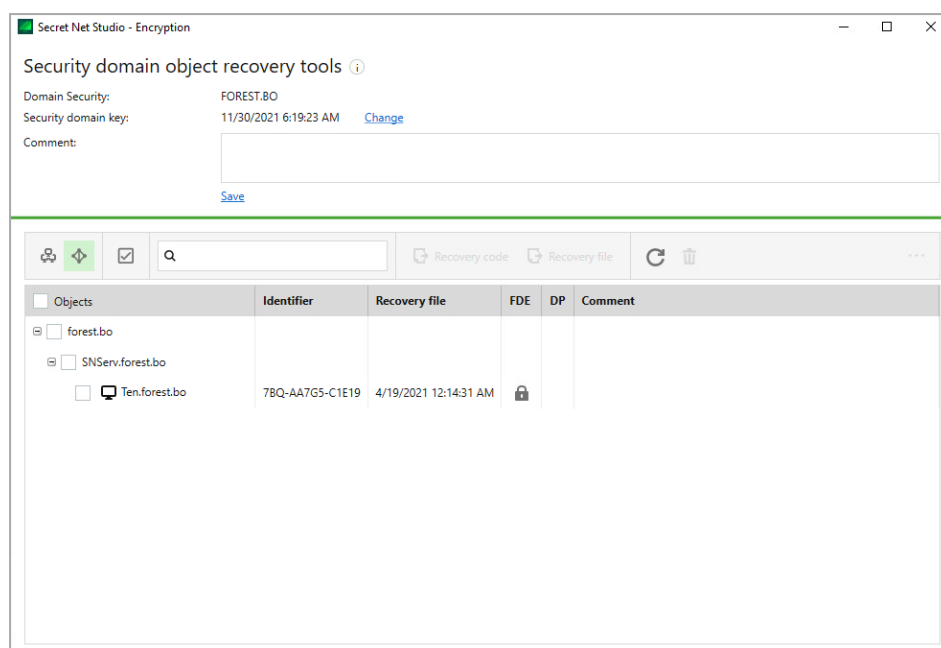 Secret Net Studio - Encryption
Security domain object recovery tools
Domain Security: FOREST.BO
Security domain key: 11/30/2021 6:19:23 AM Change
Comment:
Save
Recovery code Recovery file
Objects Identifier Recovery file FDE DP Comment
forest.bo
SNServ.forest.bo
Ten.forest.bo 7BQ-AA7G5-C1E19 4/19/2021 12:14:31 AM